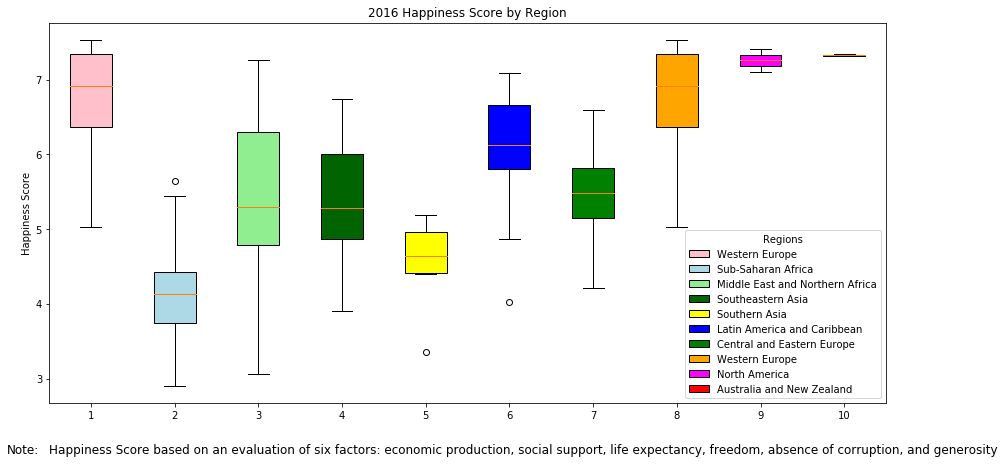 2016 Happiness Score by Region
Happiness Score
7
6
5
4
3
1 2 3 4 5 6 7 8 9 10
Regions
Western Europe
Sub-Saharan Africa
Middle East and Northern Africa
Southeastern Asia
Southern Asia
Latin America and Caribbean
Central and Eastern Europe
Western Europe
North America
Australia and New Zealand
Note: Happiness Score based on an evaluation of six factors: economic production, social support, life expectancy, freedom, absence of corruption, and generosity